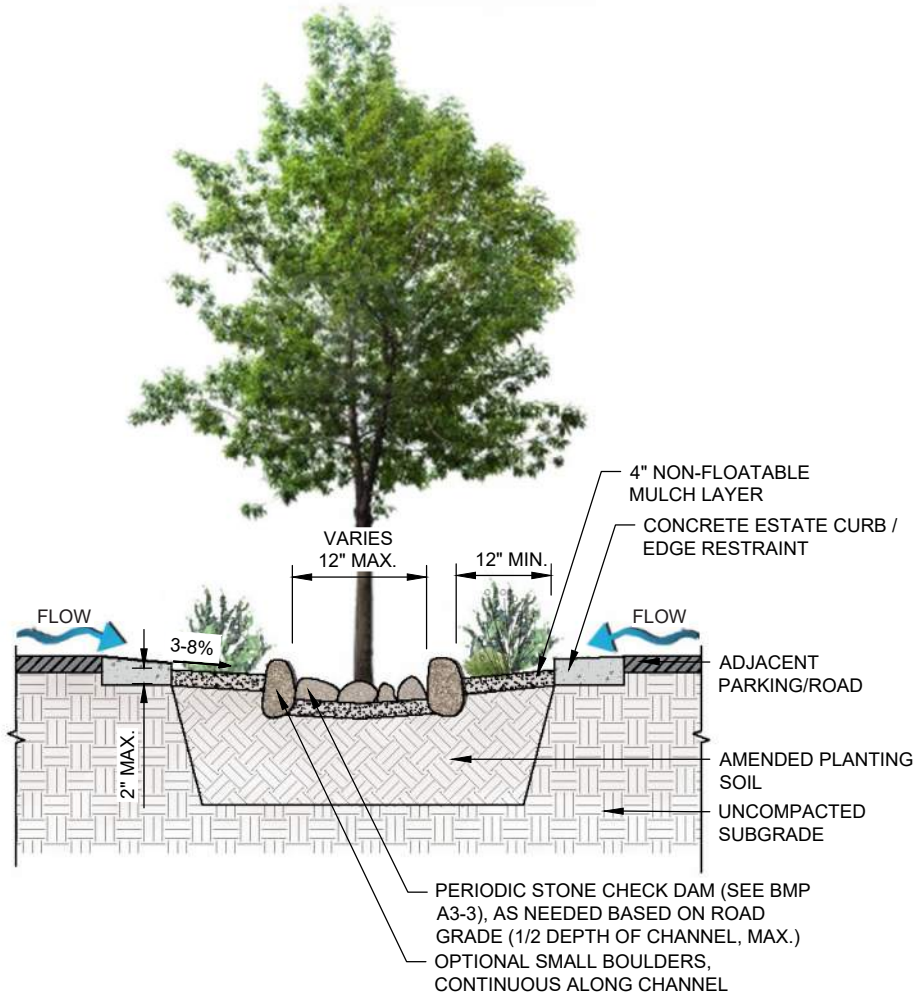 4" NON-FLOATABLE
MULCH LAYER
CONCRETE ESTATE CURB /
EDGE RESTRAINT
VARIES
12" MAX.
12" MIN.
FLOW
FLOW
3-8%
2" MAX.
ADJACENT
PARKING/ROAD
AMENDED PLANTING
SOIL
UNCOMPACTED
SUBGRADE
PERIODIC STONE CHECK DAM (SEE BMP
A3-3), AS NEEDED BASED ON ROAD
GRADE (1/2 DEPTH OF CHANNEL, MAX.)
OPTIONAL SMALL BOULDERS,
CONTINUOUS ALONG CHANNEL